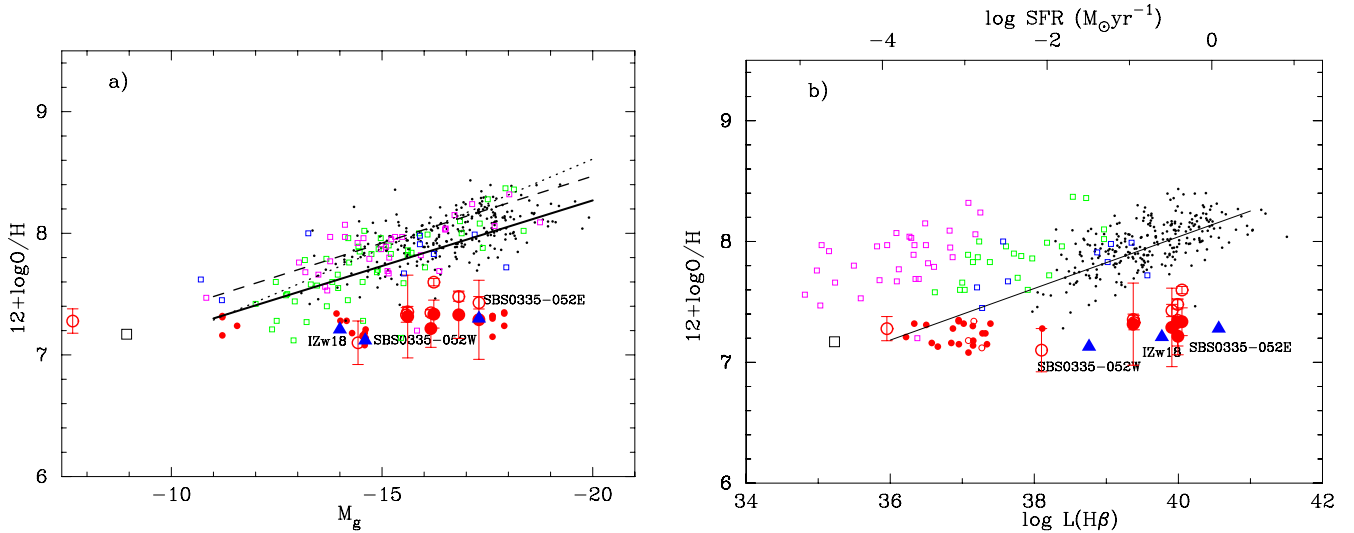 a)
9
8
7
6
12+logO/H
SBS0335-052E
IZw18
SBS0335-052W
-10
-15
-20
M_g
log SFR (M_⊙yr^−1)
-4
-2
0
b)
9
8
7
6
12+logO/H
IZw18
SBS0335-052E
SBS0335-052W
34
36
38
40
42
log L(Hβ)